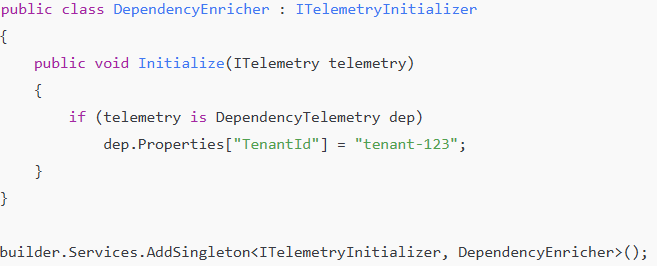 public class DependencyEnricher : ITelemetryInitializer
{
    public void Initialize(ITelemetry telemetry)
    {
        if (telemetry is DependencyTelemetry dep)
            dep.Properties["TenantId"] = "tenant-123";
    }
}

builder.Services.AddSingleton<ITelemetryInitializer, DependencyEnricher>();